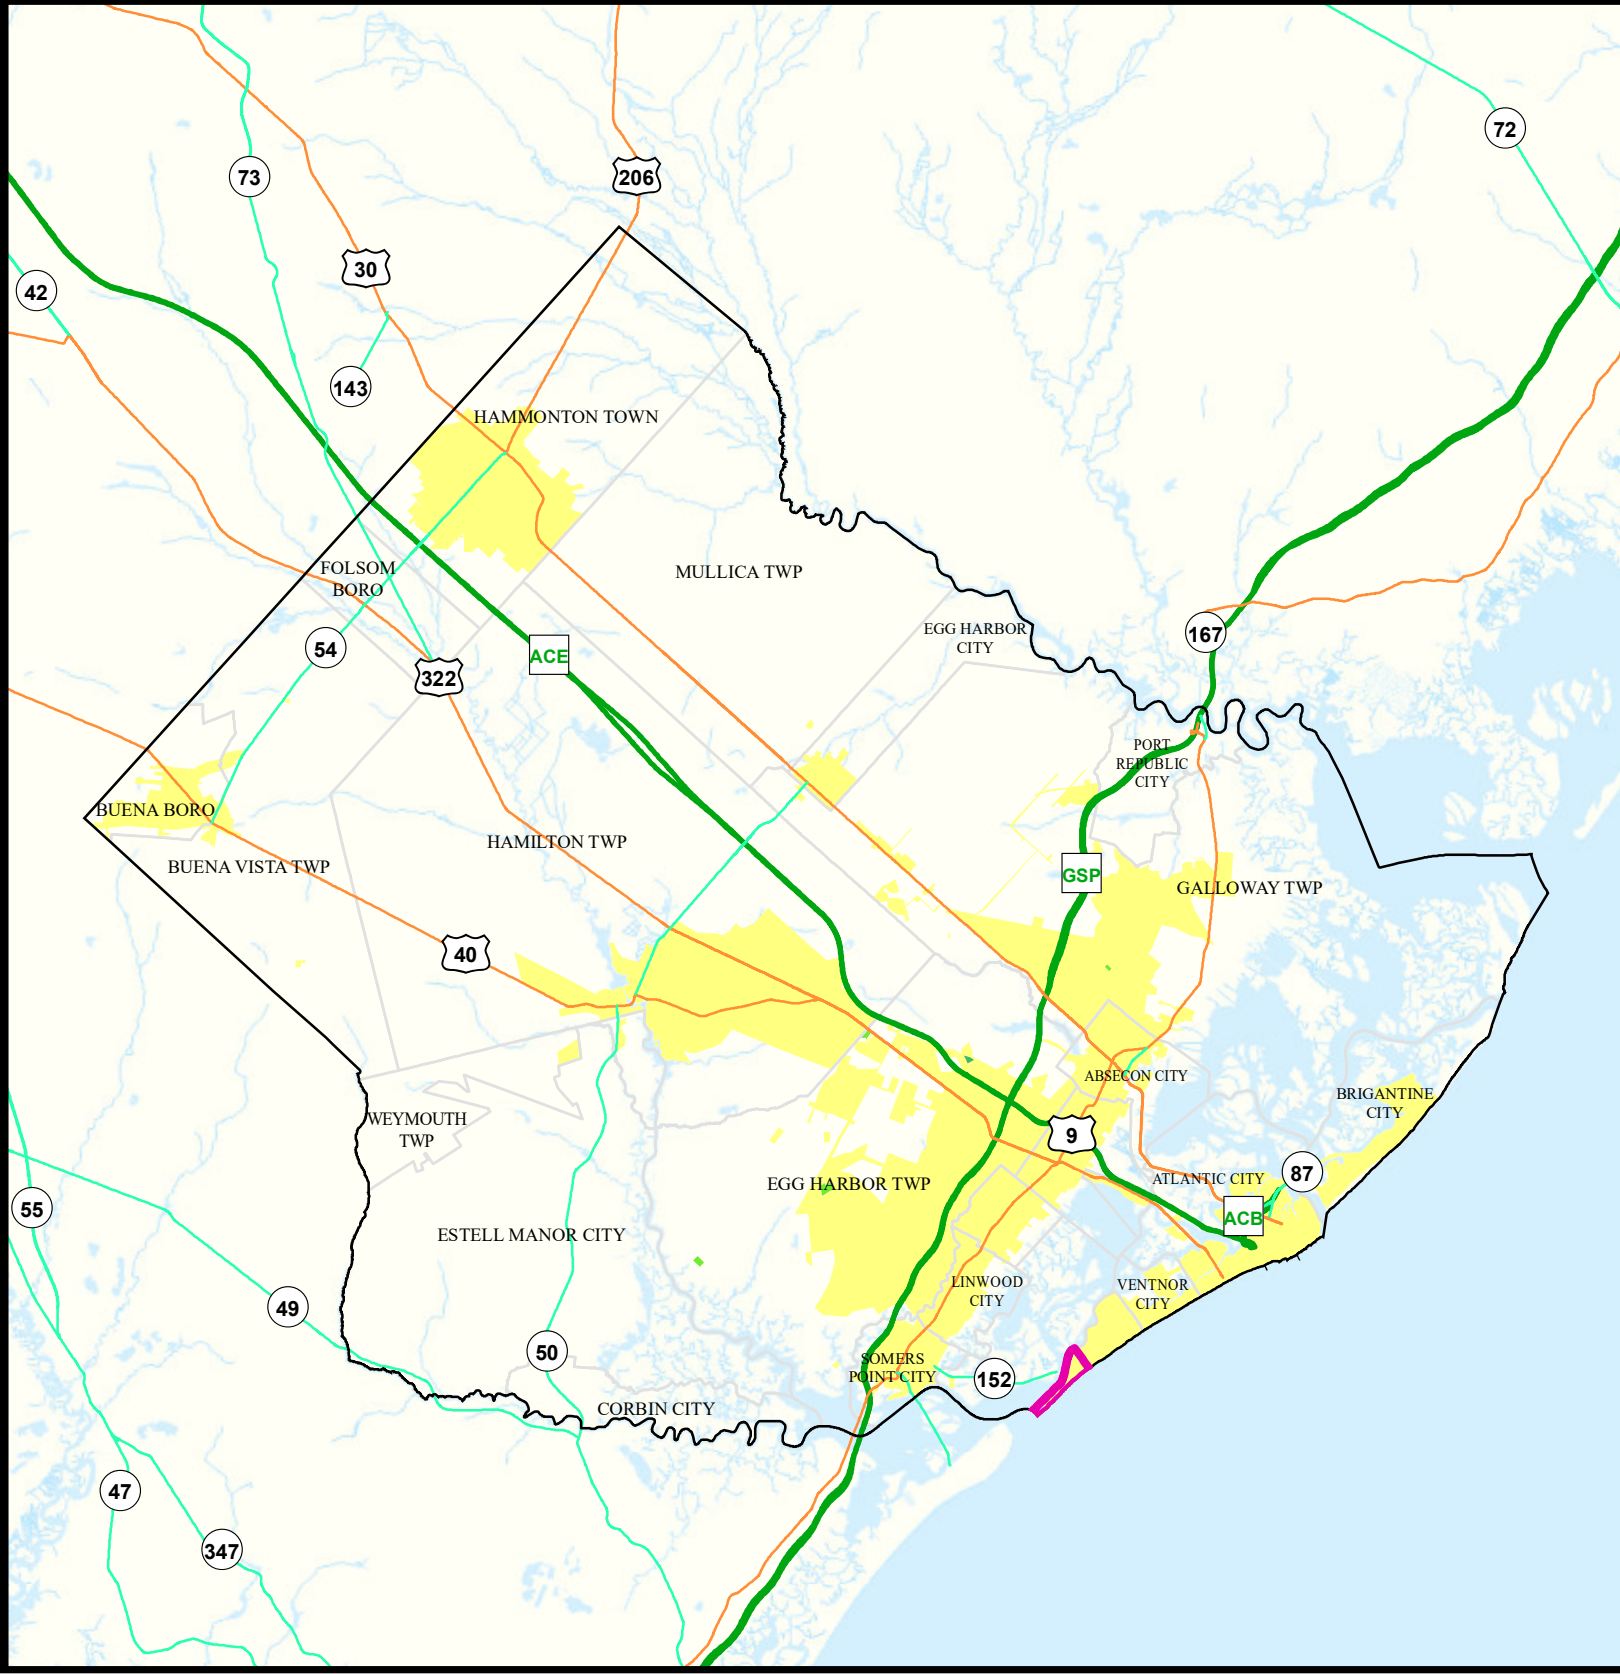 72
73
206
30
42
143
HAMMONTON TOWN
FOLSOM
BORO
MULLICA TWP
EGG HARBOR
CITY
167
54
ACE
322
PORT
REPUBLIC
CITY
BUENA BORO
HAMILTON TWP
BUENA VISTA TWP
GSP
GALLOWAY TWP
40
ABSECON CITY
BRIGANTINE
CITY
WEYMOUTH
TWP
9
EGG HARBOR TWP
ATLANTIC CITY
87
55
ACB
ESTELL MANOR CITY
LINWOOD
CITY
VENTNOR
CITY
49
50
SOMERS
POINT CITY
152
CORBIN CITY
47
347